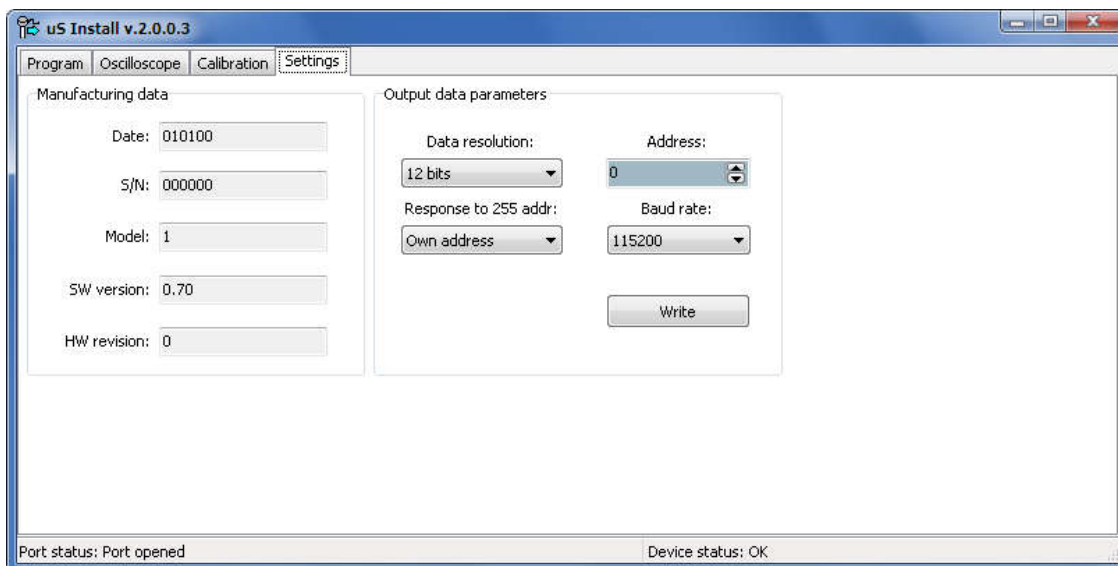 uS Install v.2.0.0.3
Program Oscilloscope Calibration Settings
Manufacturing data
Date: 010100
S/N: 000000
Model: 1
SW version: 0.70
HW revision: 0
Output data parameters
Data resolution: Address:
12 bits 0
Response to 255 addr: Baud rate:
Own address 115200
Write
Port status: Port opened Device status: OK